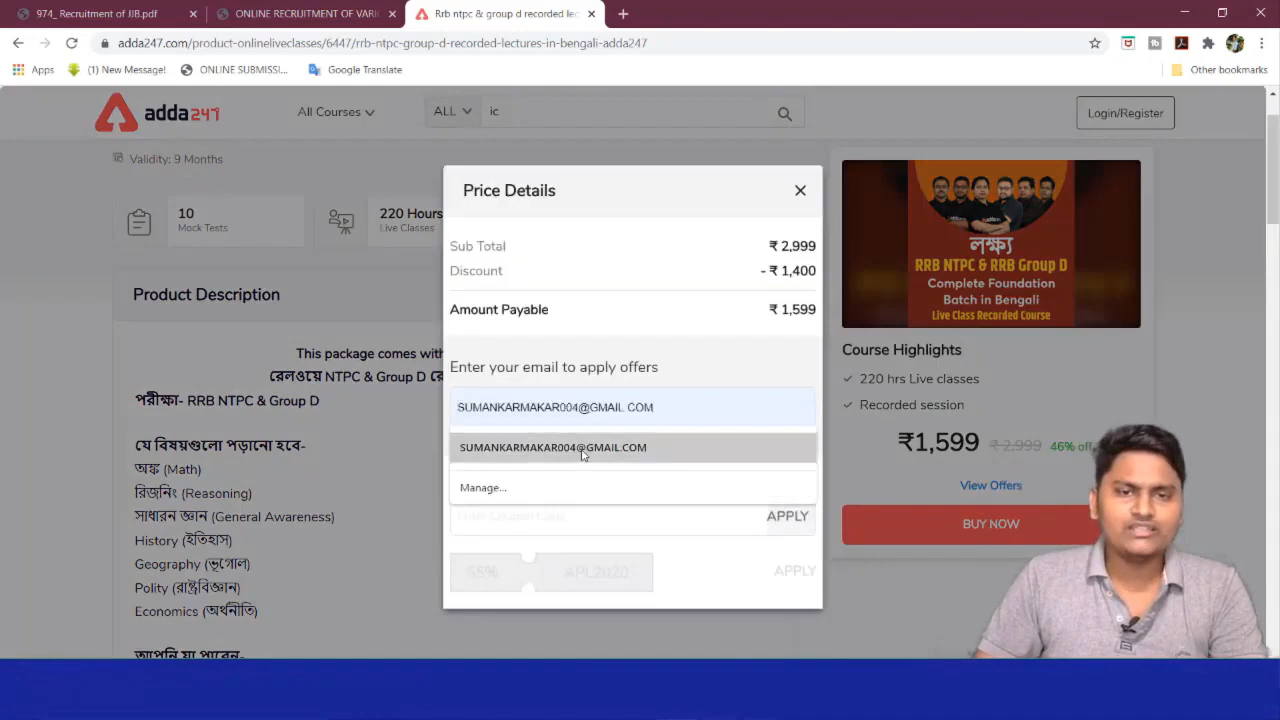 974_ Recruitment of JJB.pdf
ONLINE RECRUITMENT OF VARI
Rrb ntpc & group d recorded lec
adda247.com/product-onlineliveclasses/6447/rrb-ntpc-group-d-recorded-lectures-in-bengali-adda247
Apps
(1) New Message!
ONLINE SUBMISSI...
Google Translate
Other bookmarks
adda247
All Courses
ALL
ic
Login/Register
Validity: 9 Months
10
Mock Tests
220 Hours
Live Classes
Product Description
This package comes with
রেলওয়ে NTPC & Group D
পরীক্ষা- RRB NTPC & Group D
যে বিষয়গুলো পড়ানো হবে-
অঙ্ক (Math)
রিজনিং (Reasoning)
সাধারন জ্ঞান (General Awareness)
History (ইতিহাস)
Geography (ভূগোল)
Polity (রাষ্ট্রবিজ্ঞান)
Economics (অর্থনীতি)
Price Details
Sub Total ₹ 2,999
Discount - ₹ 1,400
Amount Payable ₹ 1,599
Enter your email to apply offers
SUMANKARMAKAR004@GMAIL.COM
SUMANKARMAKAR004@GMAIL.COM
Manage...
APPLY
55% APL2020 APPLY
লক্ষ্য
RRB NTPC & RRB Group D
Complete Foundation
Batch in Bengali
Live Class Recorded Course
Course Highlights
220 hrs Live classes
Recorded session
₹1,599 ₹ 2,999 46% off
View Offers
BUY NOW